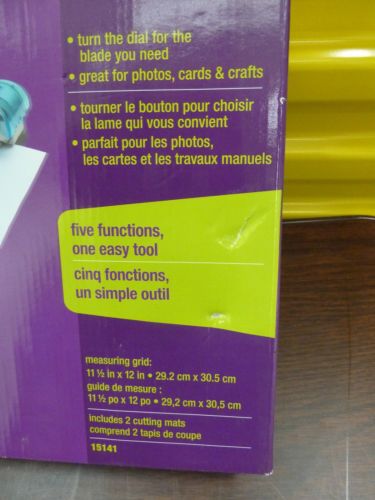 • turn the dial for the
blade you need
• great for photos, cards & crafts
• tourner le bouton pour choisir
la lame qui vous convient
• parfait pour les photos,
les cartes et les travaux manuels
five functions,
one easy tool
cinq fonctions,
un simple outil
measuring grid:
11 ½ in x 12 in • 29.2 cm x 30.5 cm
guide de mesure :
11 ½ po x 12 po • 29,2 cm x 30,5 cm
includes 2 cutting mats
comprend 2 tapis de coupe
15141